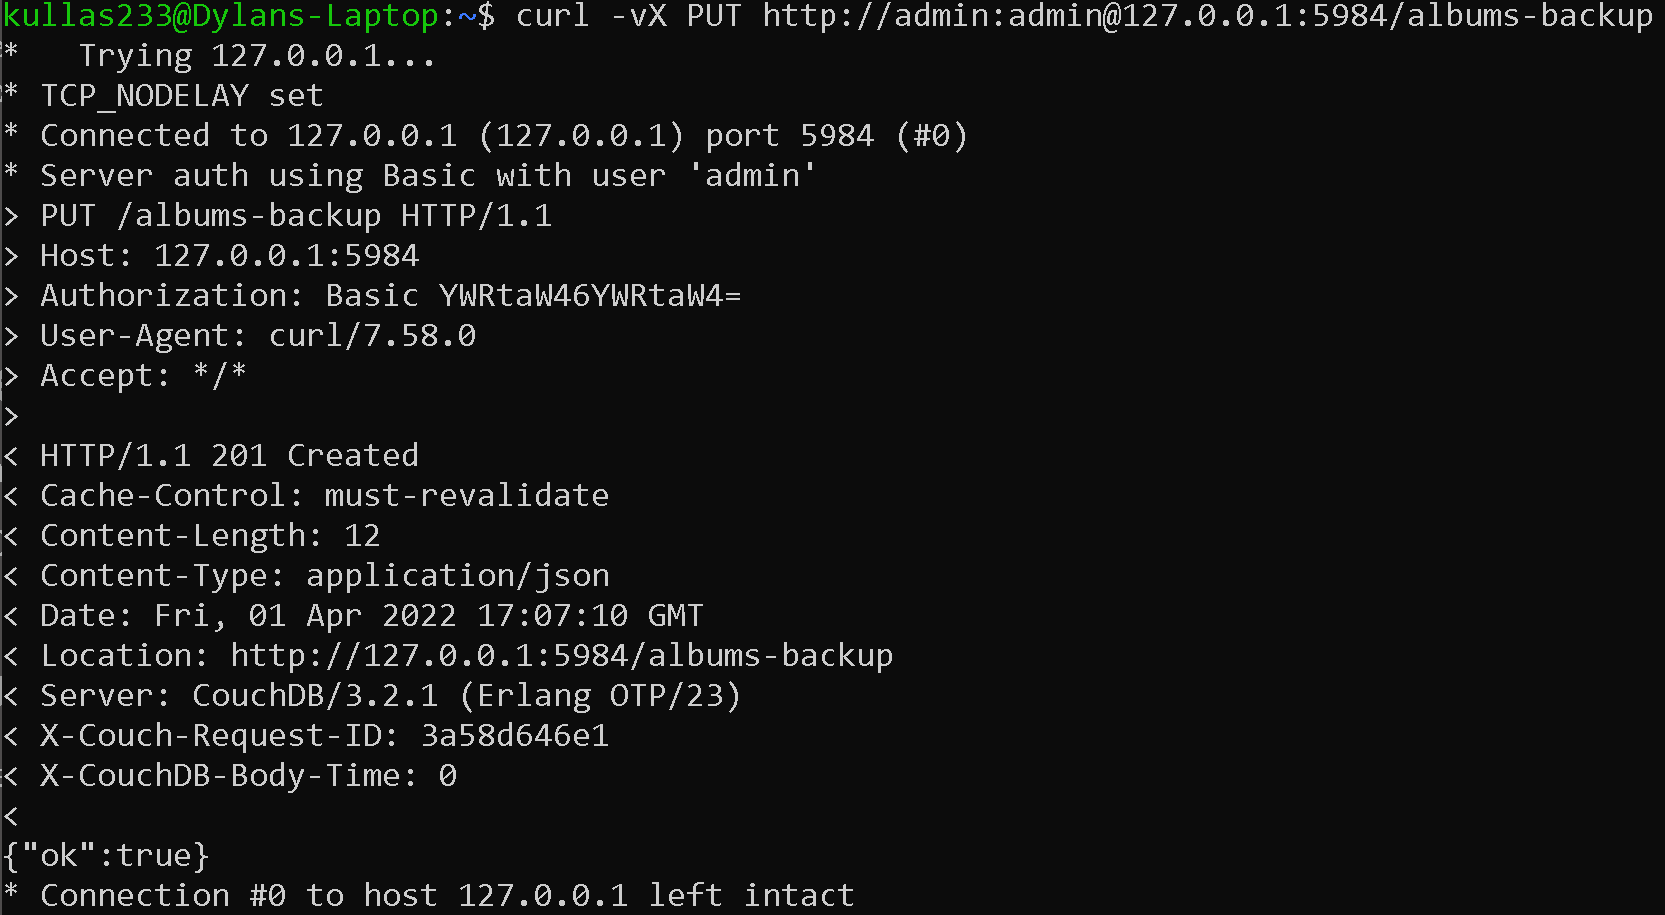 kullas233@Dylans-Laptop:~$ curl -vX PUT http://admin:admin@127.0.0.1:5984/albums-backup
*   Trying 127.0.0.1...
* TCP_NODELAY set
* Connected to 127.0.0.1 (127.0.0.1) port 5984 (#0)
* Server auth using Basic with user 'admin'
> PUT /albums-backup HTTP/1.1
> Host: 127.0.0.1:5984
> Authorization: Basic YWRtaW46YWRtaW4=
> User-Agent: curl/7.58.0
> Accept: */*
>
< HTTP/1.1 201 Created
< Cache-Control: must-revalidate
< Content-Length: 12
< Content-Type: application/json
< Date: Fri, 01 Apr 2022 17:07:10 GMT
< Location: http://127.0.0.1:5984/albums-backup
< Server: CouchDB/3.2.1 (Erlang OTP/23)
< X-Couch-Request-ID: 3a58d646e1
< X-CouchDB-Body-Time: 0
<
{"ok":true}
* Connection #0 to host 127.0.0.1 left intact